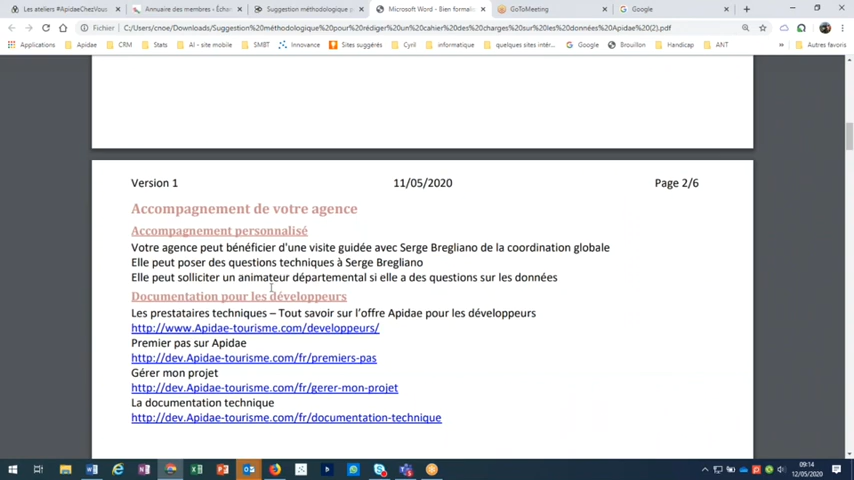 Les ateliers #ApidaeChezVous
Annuaire des membres ‹ Échan
Suggestion méthodologique p
Microsoft Word - Bien formalis
GoToMeeting
Google
Fichier
C:/Users/cnoe/Downloads/Suggestion%20méthodologique%20pour%20rédiger%20un%20cahier%20des%20charges%20sur%20les%20données%20Apidae%20(2).pdf
Applications
Apidae
CRM
Stats
AI - site mobile
SMBT
Innovance
Sites suggérés
Cyril
informatique
quelques sites intér...
Google
Brouillon
Handicap
ANT
»
Autres favoris
Version 1
11/05/2020
Page 2/6
Accompagnement de votre agence
Accompagnement personnalisé
Votre agence peut bénéficier d'une visite guidée avec Serge Bregliano de la coordination globale
Elle peut poser des questions techniques à Serge Bregliano
Elle peut solliciter un animateur départemental si elle a des questions sur les données
Documentation pour les développeurs
Les prestataires techniques – Tout savoir sur l'offre Apidae pour les développeurs
http://www.Apidae-tourisme.com/developpeurs/
Premier pas sur Apidae
http://dev.Apidae-tourisme.com/fr/premiers-pas
Gérer mon projet
http://dev.Apidae-tourisme.com/fr/gerer-mon-projet
La documentation technique
http://dev.Apidae-tourisme.com/fr/documentation-technique
09:14
12/05/2020